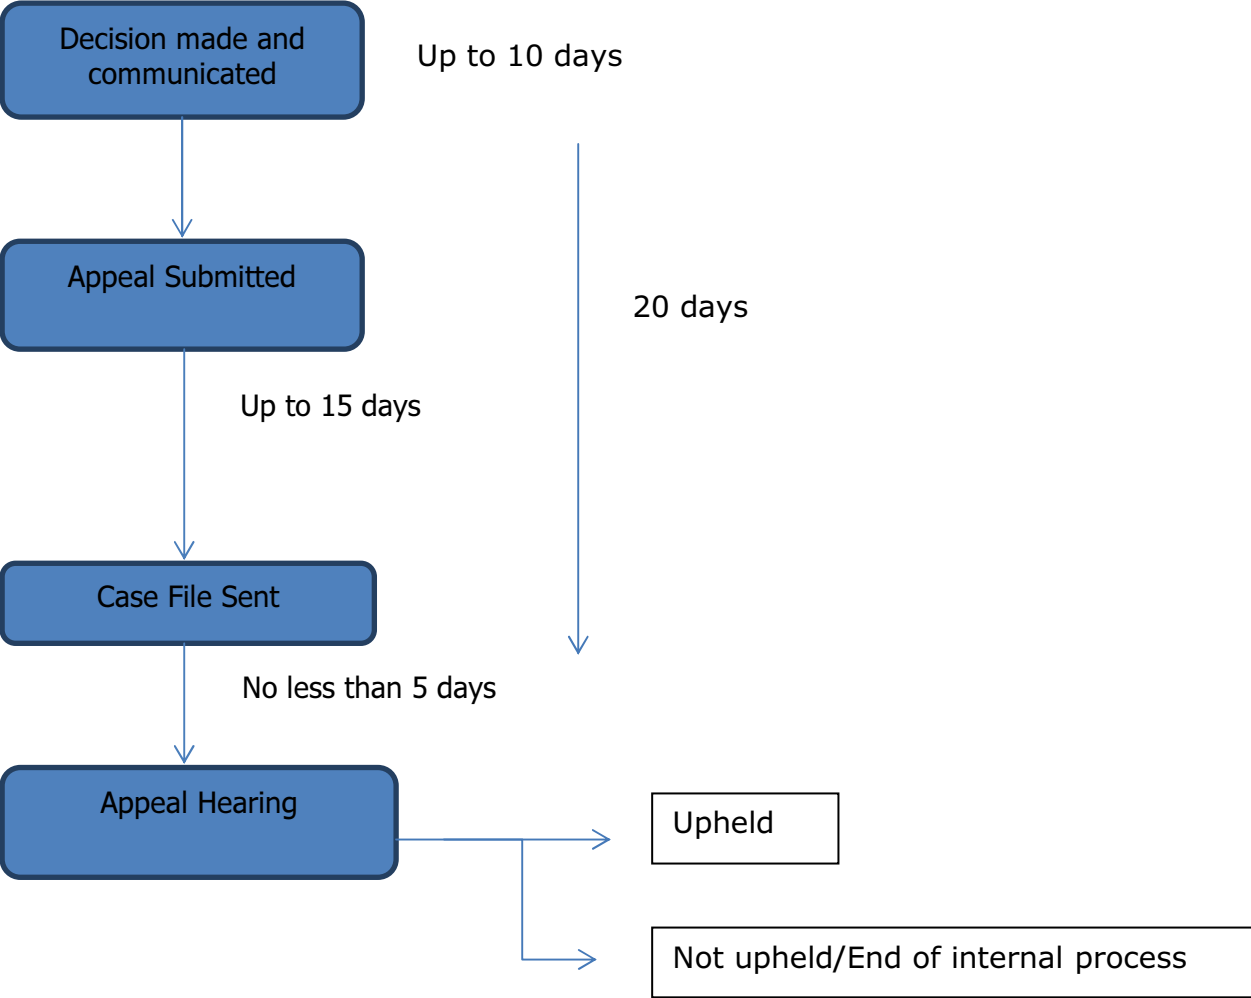 Decision made and
communicated
Up to 10 days
Appeal Submitted
20 days
Up to 15 days
Case File Sent
No less than 5 days
Appeal Hearing
Upheld
Not upheld/End of internal process